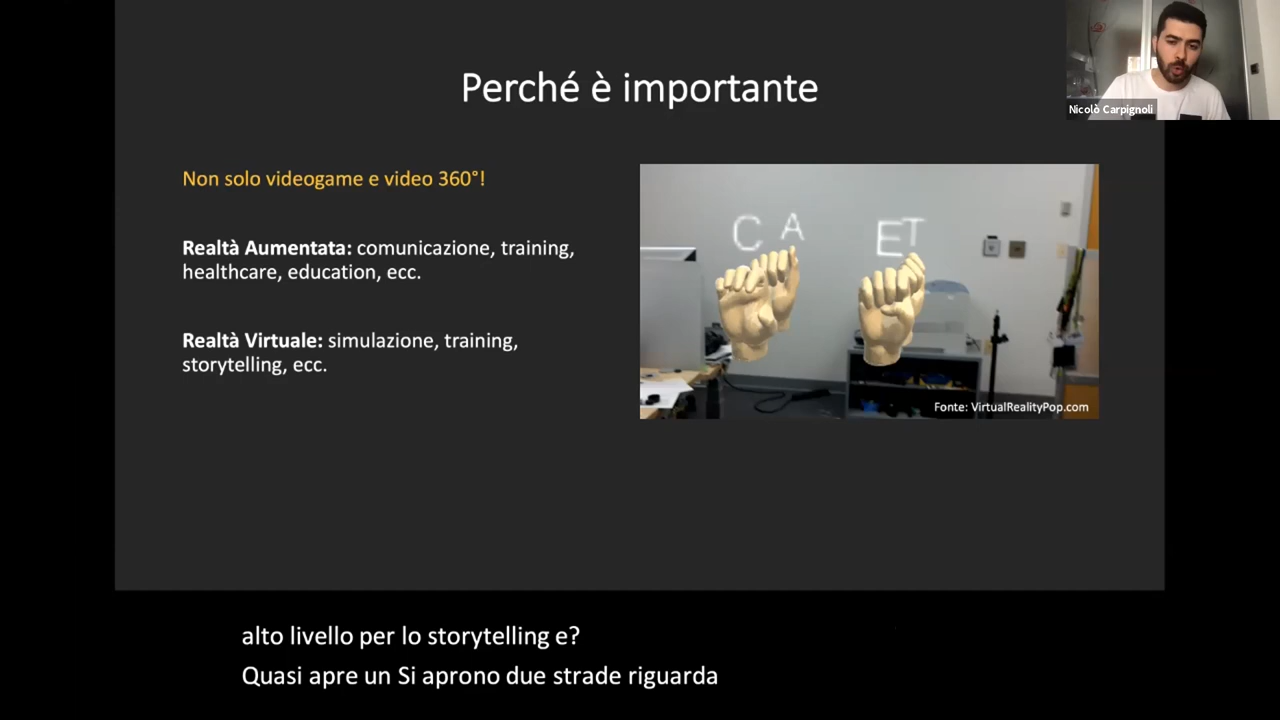 Perché è importante
Nicolò Carpignoli
Non solo videogame e video 360°!
Realtà Aumentata: comunicazione, training,
healthcare, education, ecc.
Realtà Virtuale: simulazione, training,
storytelling, ecc.
C A ET
Fonte: VirtualRealityPop.com
alto livello per lo storytelling e?
Quasi apre un Si aprono due strade riguarda